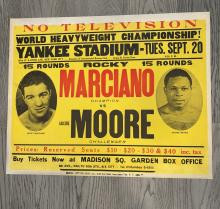 NO TELEVISION
WORLD HEAVYWEIGHT CHAMPIONSHIP!
YANKEE STADIUM-TUES. SEPT. 20
15 ROUNDS ROCKY 15 ROUNDS
MARCIANO
CHAMPION
VS
ARCHIE MOORE
CHALLENGER
Prices: Reserved Seats $10 - $20 - $30 & $40 inc. tax
Buy Tickets Now at MADISON SQ. GARDEN BOX OFFICE